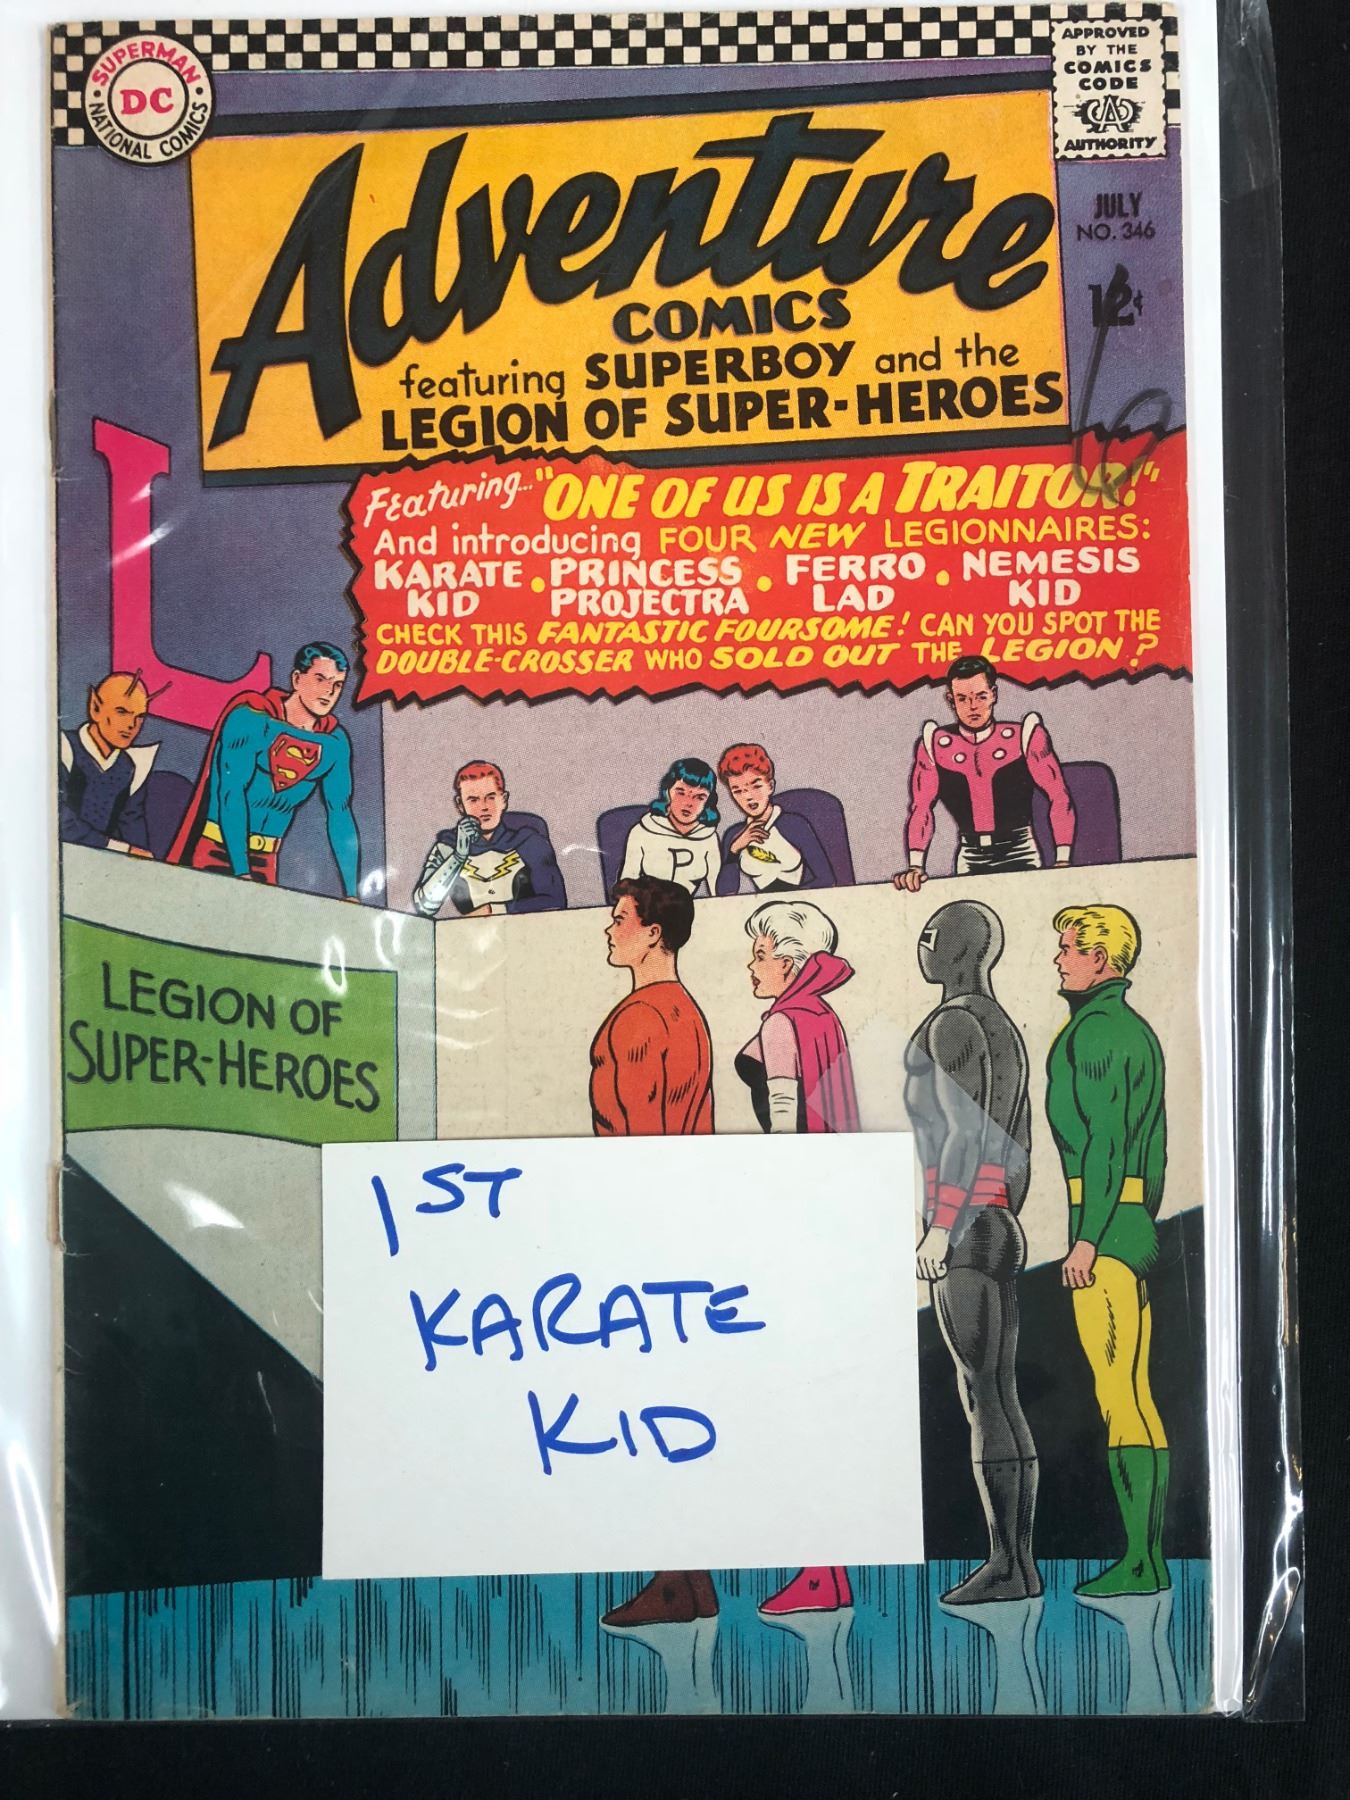 SUPERMAN
DC
NATIONAL COMICS
APPROVED
BY THE
COMICS
CODE
CA
AUTHORITY
Adventure
COMICS
featuring SUPERBOY and the
LEGION OF SUPER-HEROES
JULY
NO. 346
12¢
Featuring... "ONE OF US IS A TRAITOR!"
And introducing FOUR NEW LEGIONNAIRES:
KARATE • PRINCESS • FERRO • NEMESIS
KID PROJECTRA LAD KID
CHECK THIS FANTASTIC FOURSOME! CAN YOU SPOT THE
DOUBLE-CROSSER WHO SOLD OUT THE LEGION?
L
S
P
LEGION OF
SUPER-HEROES
1ST
KARATE
KID